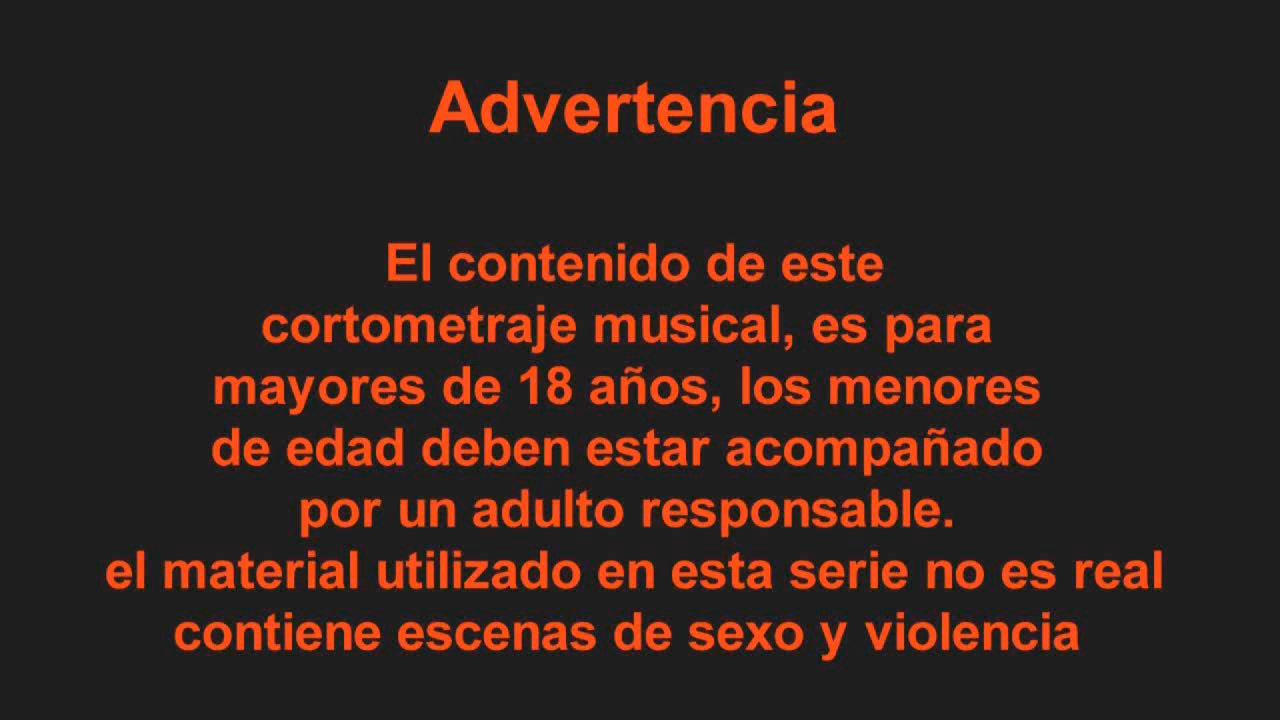 Advertencia
El contenido de este
cortometraje musical, es para
mayores de 18 años, los menores
de edad deben estar acompañado
por un adulto responsable.
el material utilizado en esta serie no es real
contiene escenas de sexo y violencia